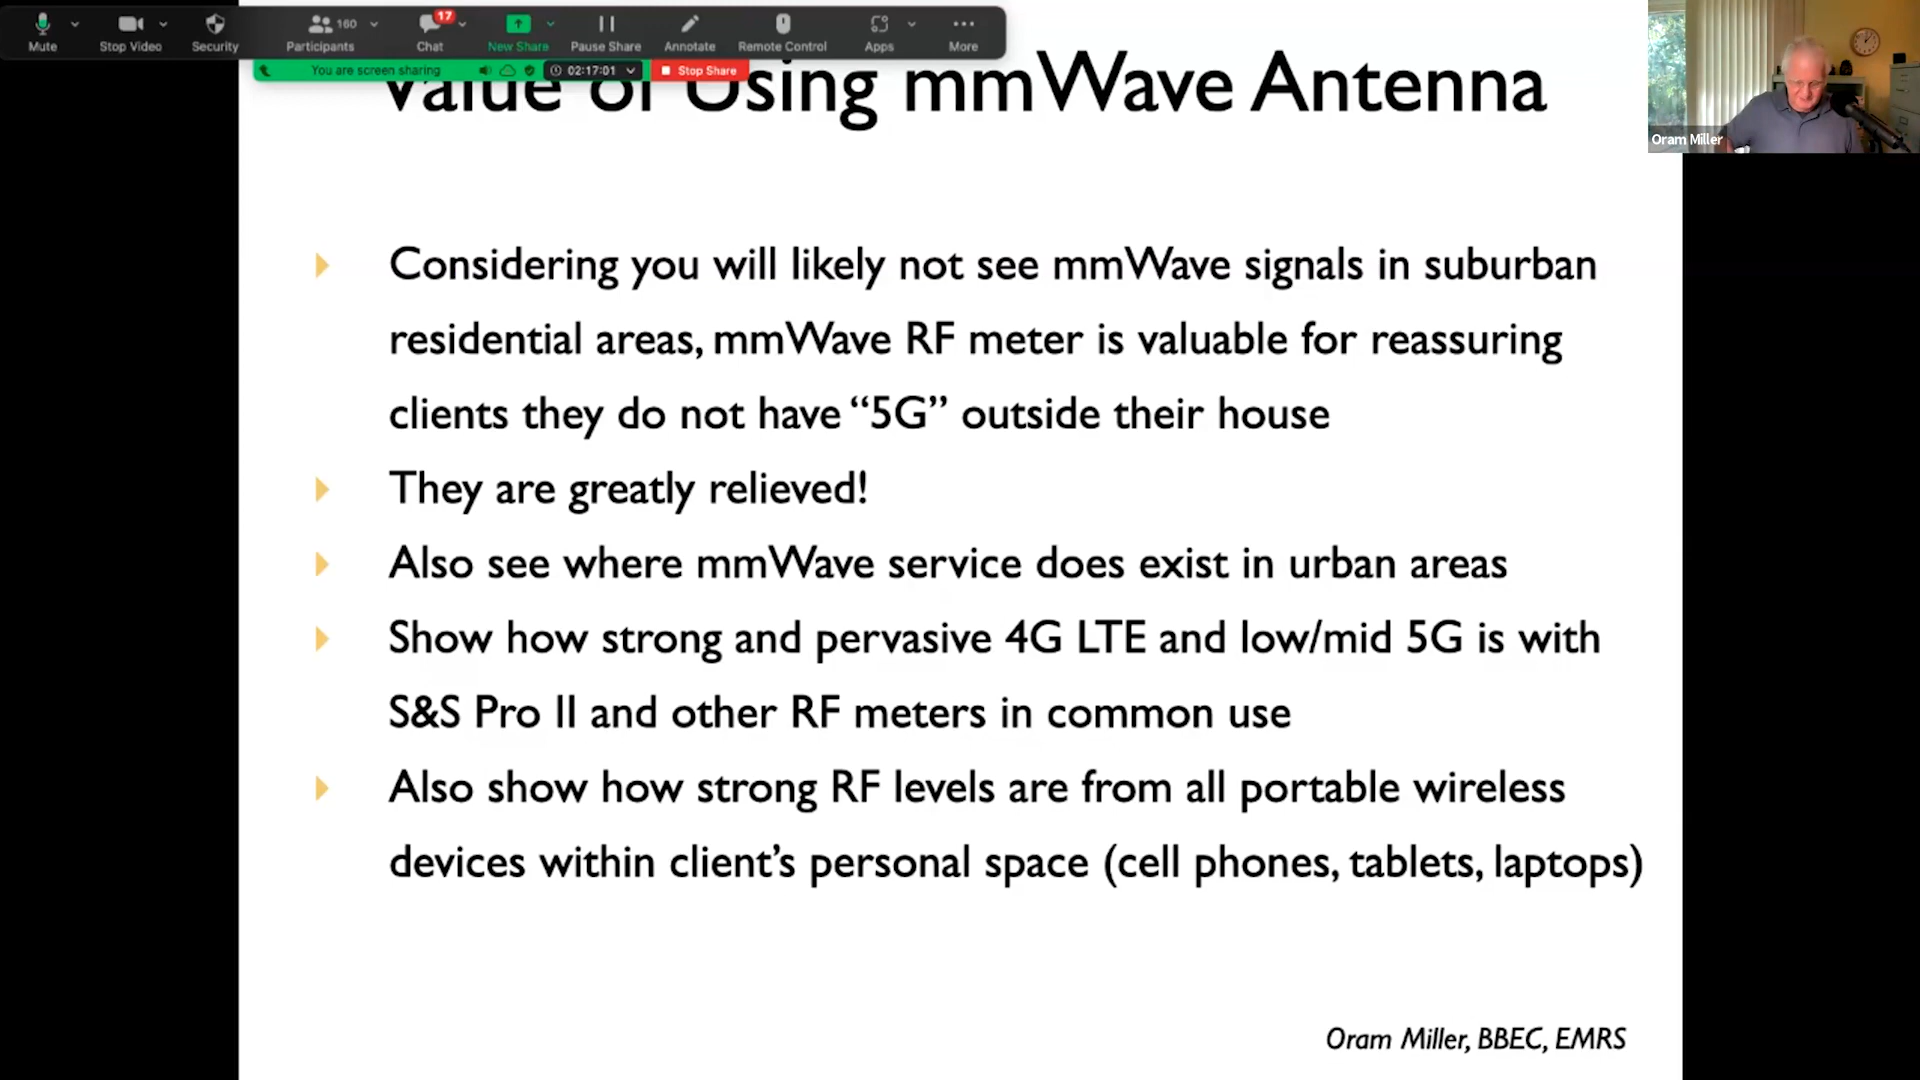 160
17
Mute
Stop Video
Security
Participants
Chat
New Share
Pause Share
Annotate
Remote Control
Apps
More
You are screen sharing
02:17:01
Stop Share
Oram Miller
Value of Using mmWave Antenna
Considering you will likely not see mmWave signals in suburban
residential areas, mmWave RF meter is valuable for reassuring
clients they do not have “5G” outside their house
They are greatly relieved!
Also see where mmWave service does exist in urban areas
Show how strong and pervasive 4G LTE and low/mid 5G is with
S&S Pro II and other RF meters in common use
Also show how strong RF levels are from all portable wireless
devices within client’s personal space (cell phones, tablets, laptops)
Oram Miller, BBEC, EMRS